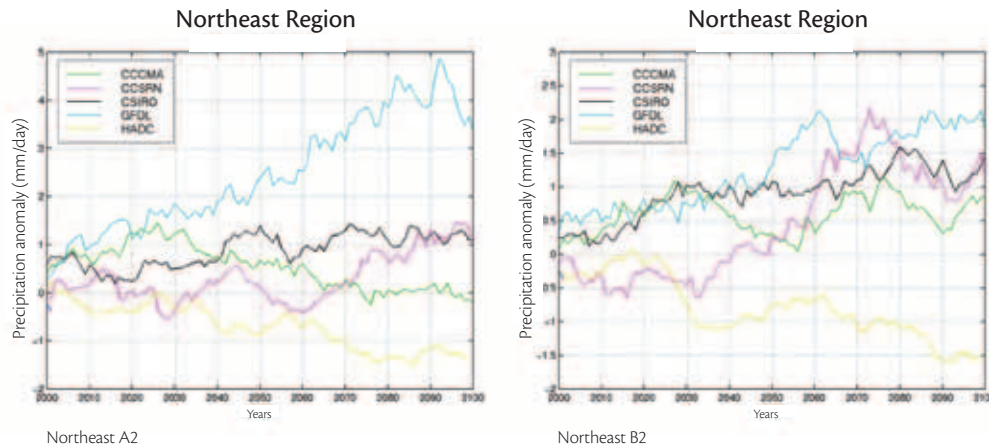 Northeast Region
Precipitation anomaly (mm/day)
CCCMA
CCSRN
CSIRO
GFDL
HADC
5
4
3
2
1
0
-1
-2
2000 2010 2020 2030 2040 2050 2060 2070 2080 2090 2100
Years
Northeast A2
Northeast Region
Precipitation anomaly (mm/day)
CCCMA
CCSRN
CSIRO
GFDL
HADC
3
2.5
2
1.5
1
0.5
0
-1
-1.5
-2
2000 2010 2020 2030 2040 2050 2060 2070 2080 2090
Years
Northeast B2